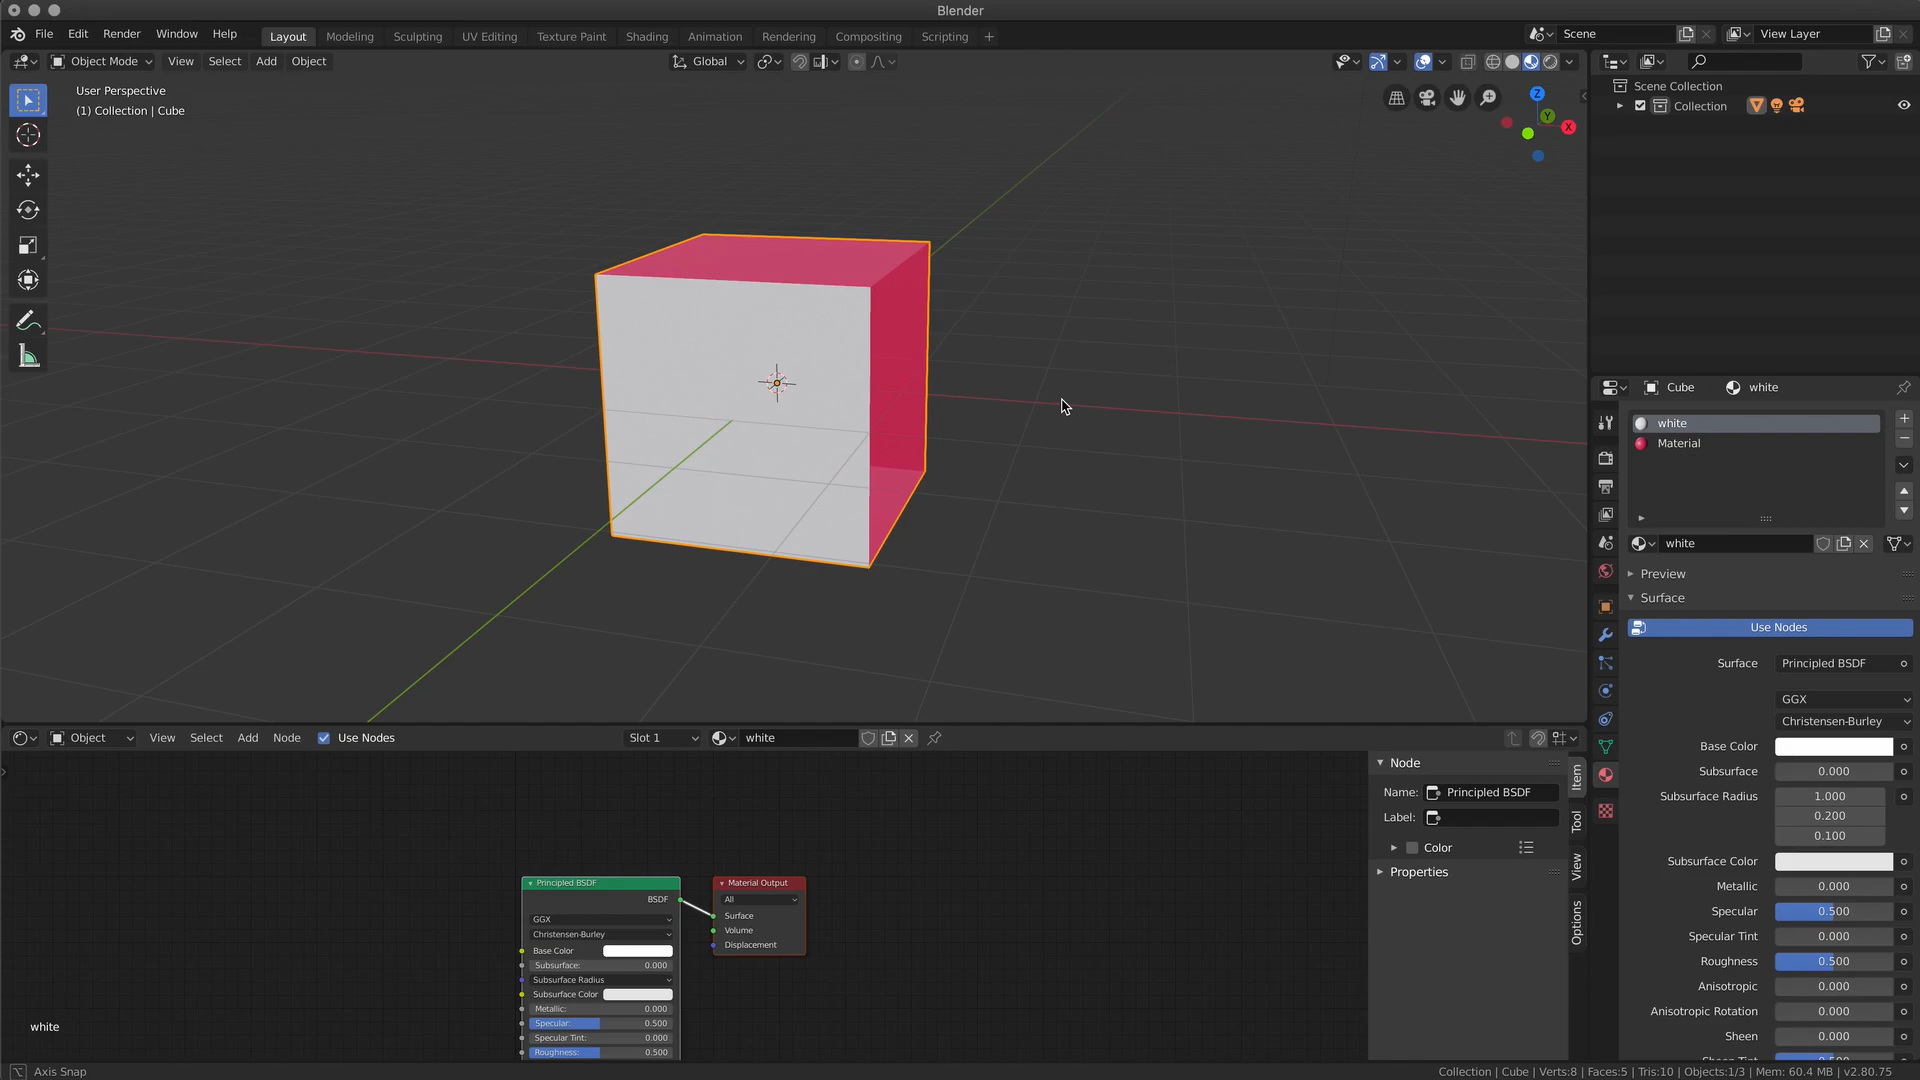 Blender
File Edit Render Window Help Layout Modeling Sculpting UV Editing Texture Paint Shading Animation Rendering Compositing Scripting + Scene View Layer
Object Mode View Select Add Object Global
User Perspective
(1) Collection | Cube
Z
Y
X
Scene Collection
Collection
Cube white
white
Material
white
Preview
Surface
Use Nodes
Surface Principled BSDF
GGX
Christensen-Burley
Base Color
Subsurface 0.000
Subsurface Radius 1.000
0.200
0.100
Subsurface Color
Metallic 0.000
Specular 0.500
Specular Tint 0.000
Roughness 0.500
Anisotropic 0.000
Anisotropic Rotation 0.000
Sheen 0.000
Sheen Tint 0.500
Object View Select Add Node Use Nodes Slot 1 white
Node
Name: Principled BSDF
Label:
Color
Properties
Item
Tool
View
Options
Principled BSDF
BSDF
GGX
Christensen-Burley
Base Color
Subsurface: 0.000
Subsurface Radius
Subsurface Color
Metallic: 0.000
Specular: 0.500
Specular Tint: 0.000
Roughness: 0.500
Material Output
All
Surface
Volume
Displacement
white
Axis Snap
Collection | Cube | Verts:8 | Faces:5 | Tris:10 | Objects:1/3 | Mem: 60.4 MB | v2.80.75